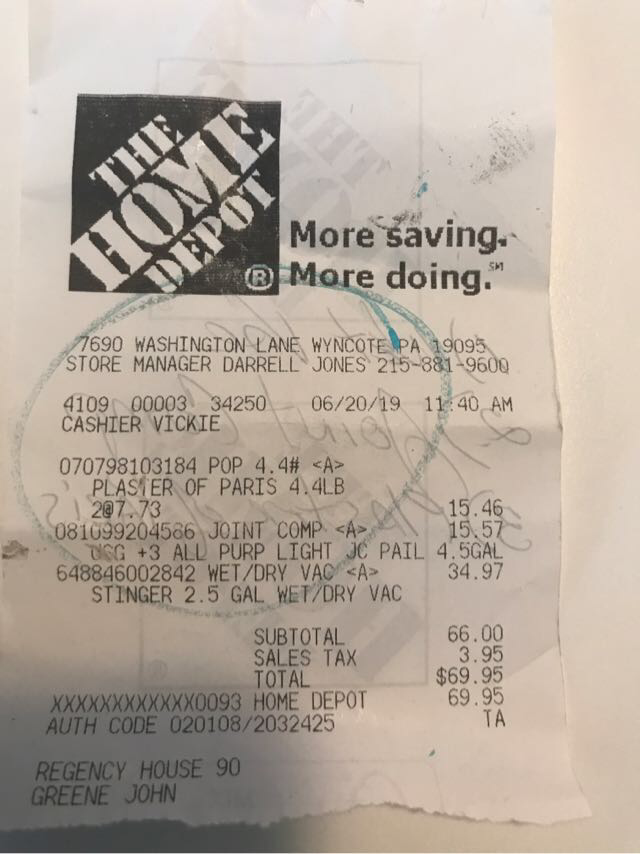 THE
HOME
DEPOT
®
More saving.
More doing.℠
7690 WASHINGTON LANE WYNCOTE PA 19095
STORE MANAGER DARRELL JONES 215-881-9600
4109 00003 34250 06/20/19 11:40 AM
CASHIER VICKIE
070798103184 POP 4.4# <A>
PLASTER OF PARIS 4.4LB
2@7.73 15.46
081099204586 JOINT COMP <A> 15.57
USG +3 ALL PURP LIGHT JC PAIL 4.5GAL
648846002842 WET/DRY VAC <A> 34.97
STINGER 2.5 GAL WET/DRY VAC
SUBTOTAL 66.00
SALES TAX 3.95
TOTAL $69.95
XXXXXXXXXXXX0093 HOME DEPOT 69.95
AUTH CODE 020108/2032425 TA
REGENCY HOUSE 90
GREENE JOHN